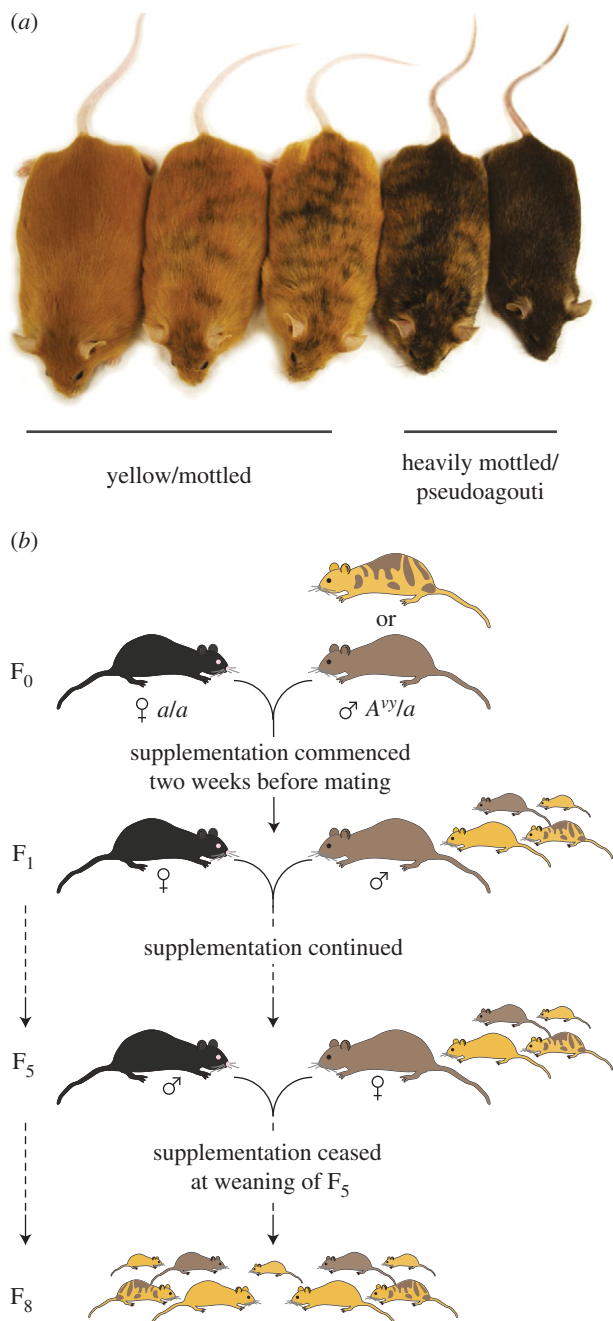 (a)
yellow/mottled
heavily mottled/
pseudoagouti
(b)
or
F0
♀ a/a
♂ A^vy/a
supplementation commenced
two weeks before mating
F1
♀
♂
supplementation continued
F5
♂
♀
supplementation ceased
at weaning of F5
F8